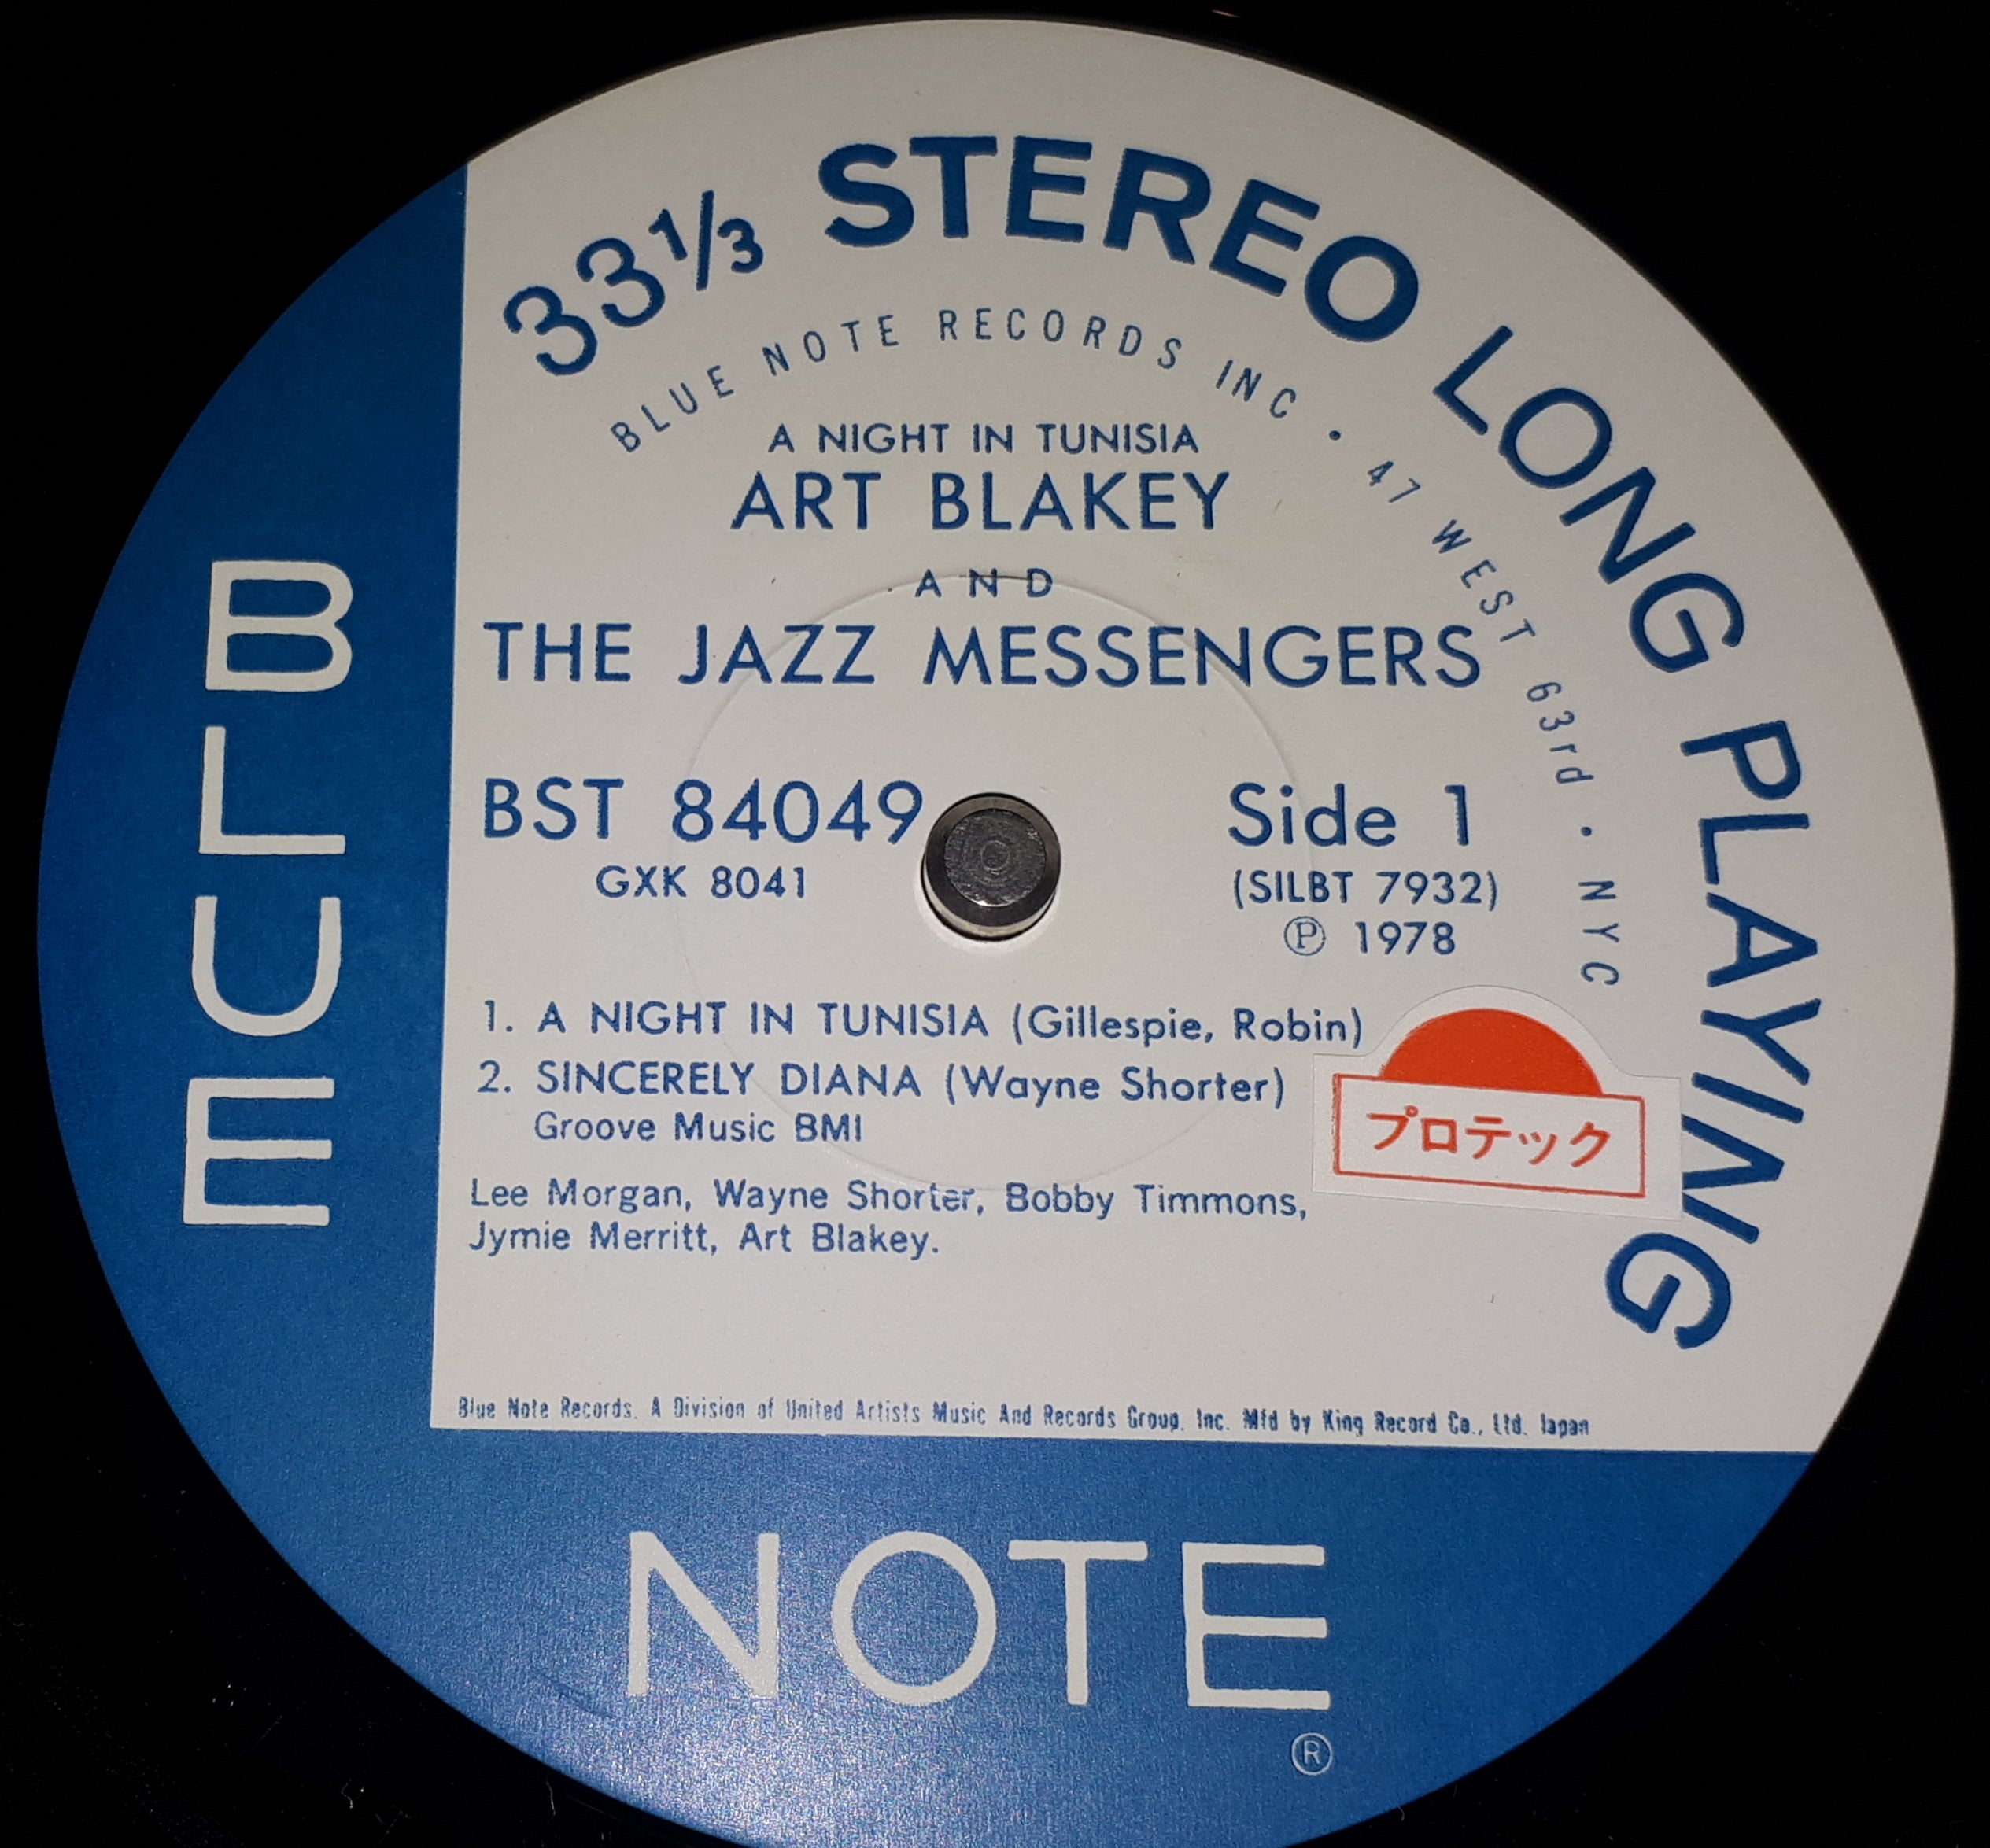 33⅓ STEREO LONG PLAYING
BLUE NOTE RECORDS INC · 47 WEST 63rd · NYC
A NIGHT IN TUNISIA
ART BLAKEY
AND
THE JAZZ MESSENGERS
BST 84049
GXK 8041
Side 1
(SILBT 7932)
Ⓟ 1978
1. A NIGHT IN TUNISIA (Gillespie, Robin)
2. SINCERELY DIANA (Wayne Shorter)
Groove Music BMI
プロテック
Lee Morgan, Wayne Shorter, Bobby Timmons,
Jymie Merritt, Art Blakey.
Blue Note Records. A Division of United Artists Music And Records Group, Inc. Mfd by King Record Co., Ltd. Japan
BLUE
NOTE
®